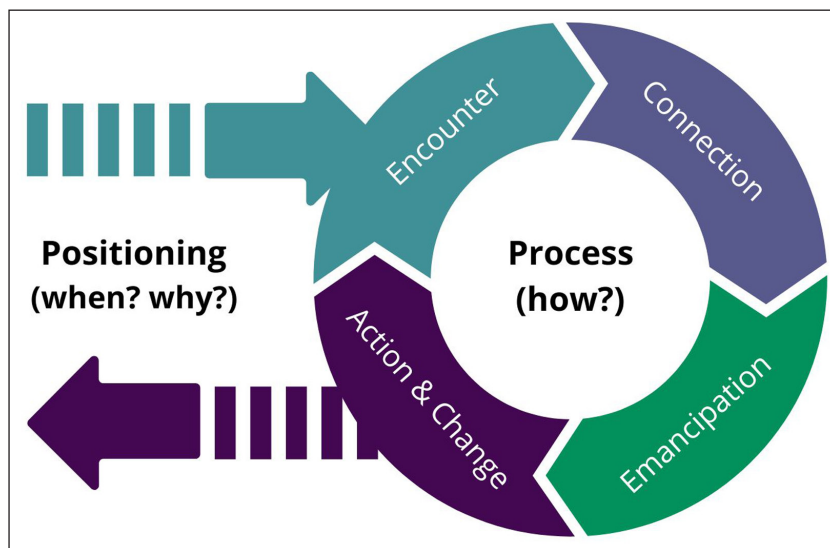 Encounter
Connection
Positioning
(when? why?)
Process
(how?)
Action & Change
Emancipation